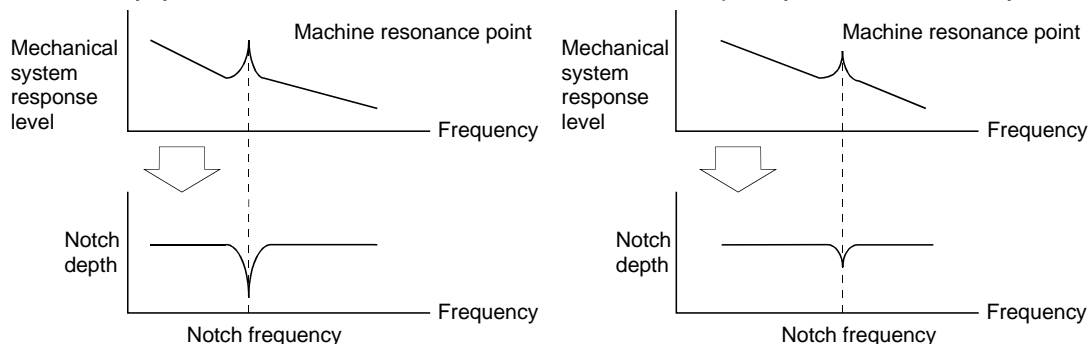 Machine resonance point
Mechanical
system
response
level
Frequency
Notch
depth
Frequency
Notch frequency
Machine resonance point
Mechanical
system
response
level
Frequency
Notch
depth
Frequency
Notch frequency